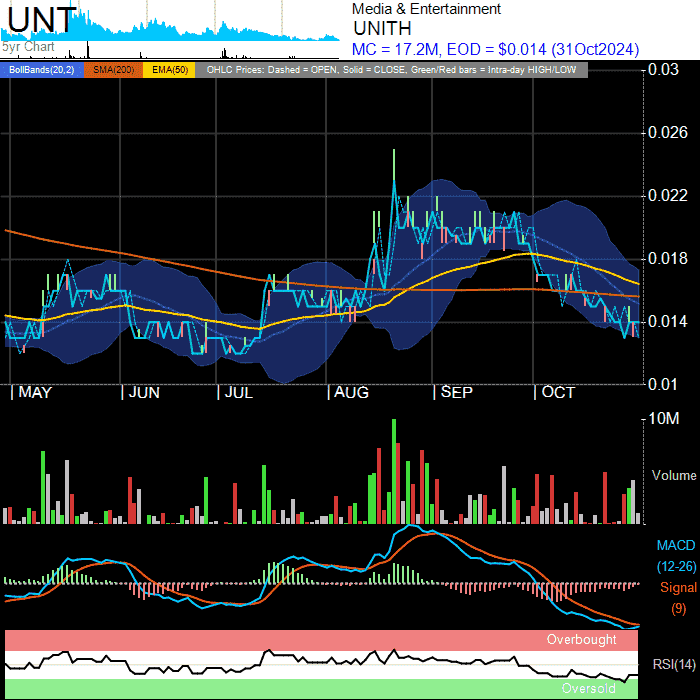 UNT
5yr Chart
Media & Entertainment
UNITH
MC = 17.2M, EOD = $0.014 (31Oct2024)
BollBands(20,2) SMA(200) EMA(50) OHLC Prices: Dashed = OPEN, Solid = CLOSE, Green/Red bars = Intra-day HIGH/LOW
0.03
0.026
0.022
0.018
0.014
0.01
MAY JUN JUL AUG SEP OCT
10M
Volume
MACD
(12-26)
Signal
(9)
Overbought
RSI(14)
Oversold